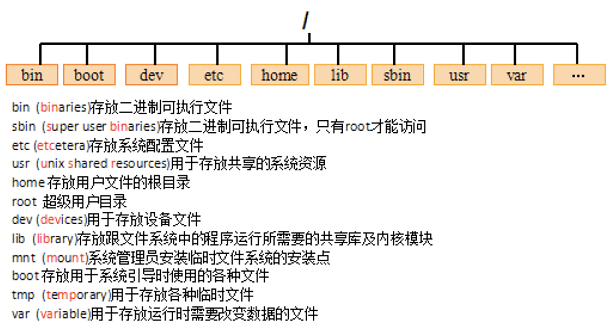 /
bin boot dev etc home lib sbin usr var ...
bin (binaries)存放二进制可执行文件
sbin (super user binaries)存放二进制可执行文件，只有root才能访问
etc (etcetera)存放系统配置文件
usr (unix shared resources)用于存放共享的系统资源
home 存放用户文件的根目录
root 超级用户目录
dev (devices)用于存放设备文件
lib (library)存放跟文件系统中的程序运行所需要的共享库及内核模块
mnt (mount)系统管理员安装临时文件系统的安装点
boot 存放用于系统引导时使用的各种文件
tmp (temporary)用于存放各种临时文件
var (variable)用于存放运行时需要改变数据的文件